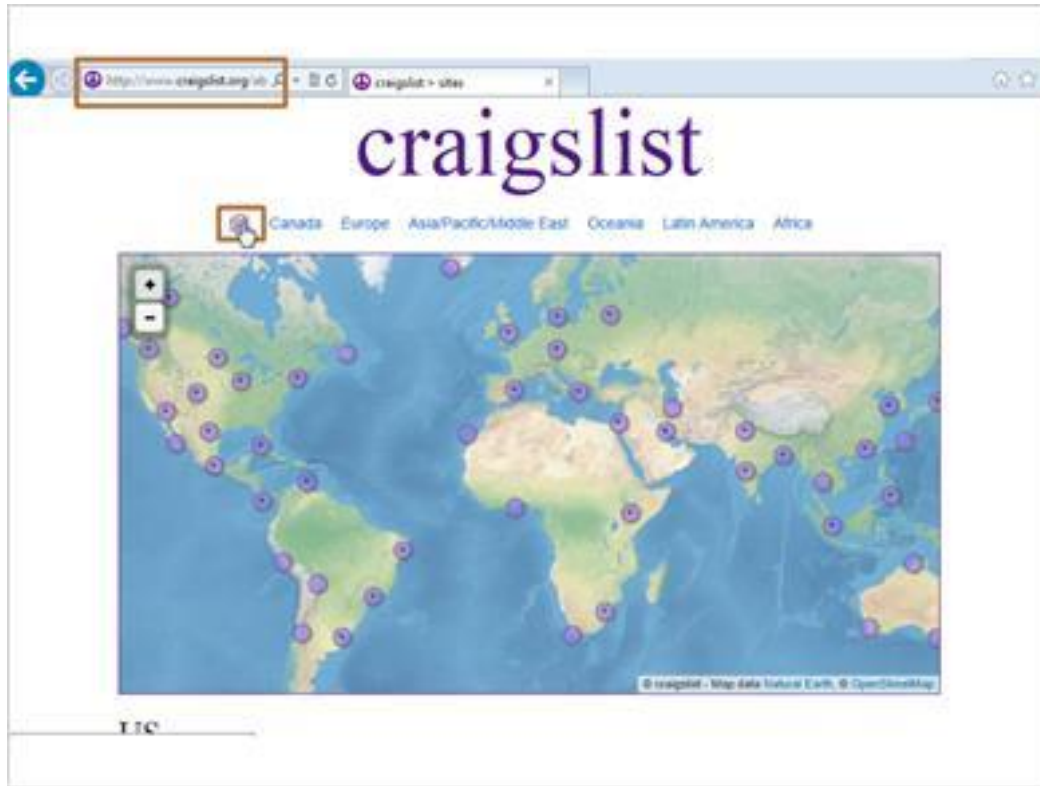 http://www.craigslist.org/ab craigslist > sites
craigslist
Canada Europe Asia/Pacific/Middle East Oceania Latin America Africa
+
−
© craigslist - Map data Natural Earth, © OpenStreetMap
US